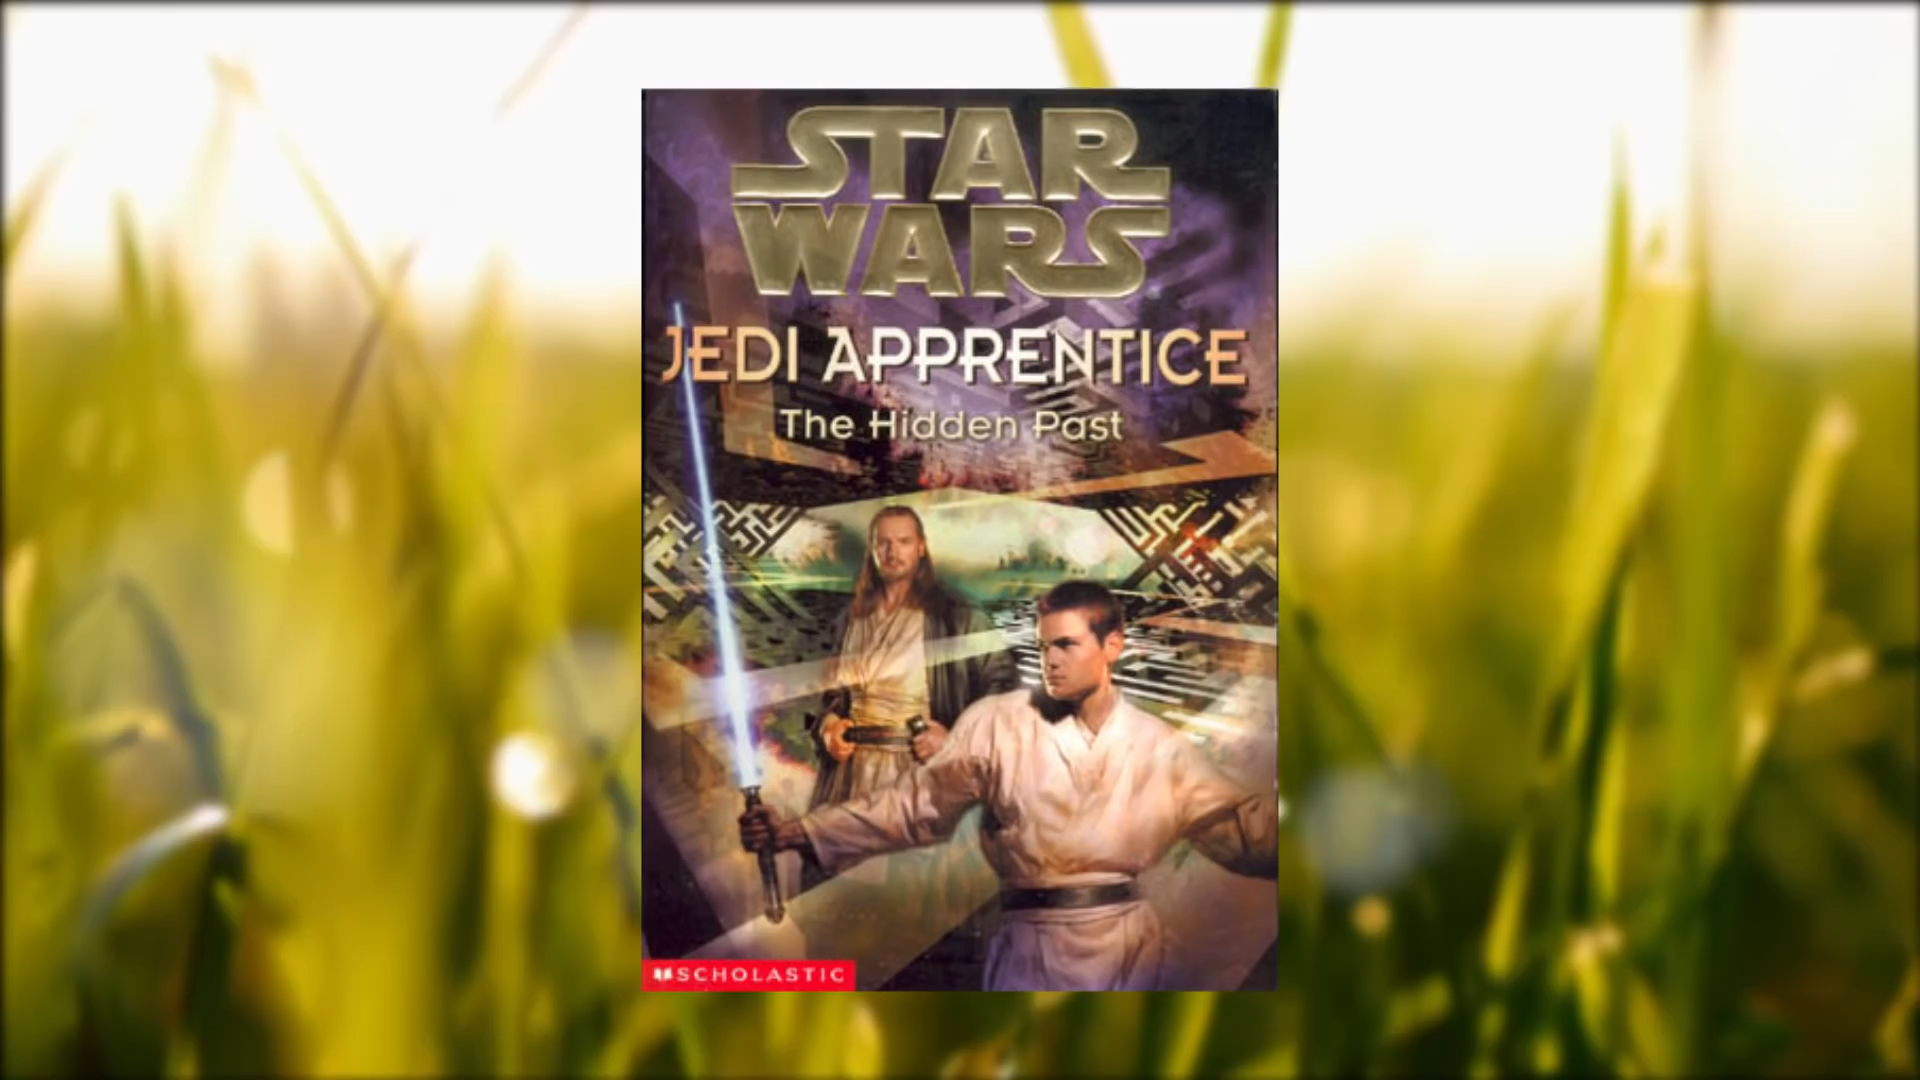 STAR
WARS
JEDI APPRENTICE
The Hidden Past
SCHOLASTIC